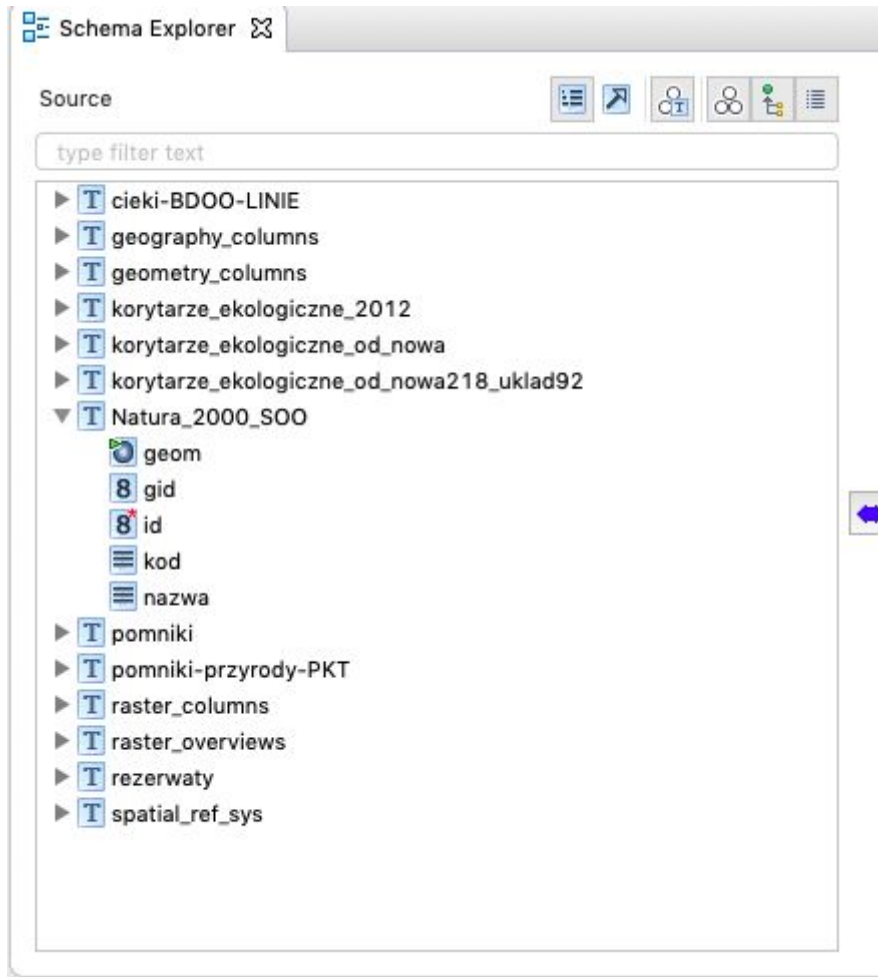 Schema Explorer
Source
type filter text
cieki-BDOO-LINIE
geography_columns
geometry_columns
korytarze_ekologiczne_2012
korytarze_ekologiczne_od_nowa
korytarze_ekologiczne_od_nowa218_uklad92
Natura_2000_SOO
geom
gid
id
kod
nazwa
pomniki
pomniki-przyrody-PKT
raster_columns
raster_overviews
rezerwaty
spatial_ref_sys